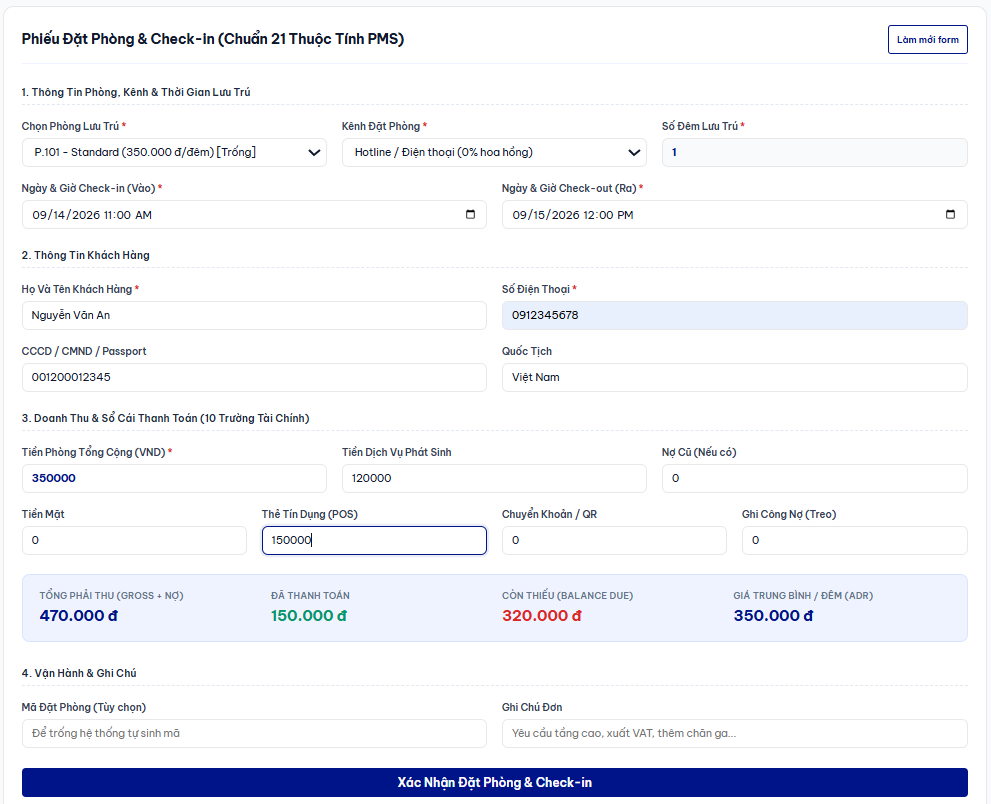 Phiếu Đặt Phòng & Check-in (Chuẩn 21 Thuộc Tính PMS)
Làm mới form
1. Thông Tin Phòng, Kênh & Thời Gian Lưu Trú
Chọn Phòng Lưu Trú * Kênh Đặt Phòng * Số Đêm Lưu Trú *
P.101 - Standard (350.000 đ/đêm) [Trống] Hotline / Điện thoại (0% hoa hồng) 1
Ngày & Giờ Check-in (Vào) * Ngày & Giờ Check-out (Ra) *
09/14/2026 11:00 AM 09/15/2026 12:00 PM
2. Thông Tin Khách Hàng
Họ Và Tên Khách Hàng * Số Điện Thoại *
Nguyễn Văn An 0912345678
CCCD / CMND / Passport Quốc Tịch
001200012345 Việt Nam
3. Doanh Thu & Sổ Cái Thanh Toán (10 Trường Tài Chính)
Tiền Phòng Tổng Cộng (VND) * Tiền Dịch Vụ Phát Sinh Nợ Cũ (Nếu có)
350000 120000 0
Tiền Mặt Thẻ Tín Dụng (POS) Chuyển Khoản / QR Ghi Công Nợ (Treo)
0 150000 0 0
TỔNG PHẢI THU (GROSS + NỢ) ĐÃ THANH TOÁN CÒN THIẾU (BALANCE DUE) GIÁ TRUNG BÌNH / ĐÊM (ADR)
470.000 đ 150.000 đ 320.000 đ 350.000 đ
4. Vận Hành & Ghi Chú
Mã Đặt Phòng (Tùy chọn) Ghi Chú Đơn
Để trống hệ thống tự sinh mã Yêu cầu tầng cao, xuất VAT, thêm chăn ga...
Xác Nhận Đặt Phòng & Check-in